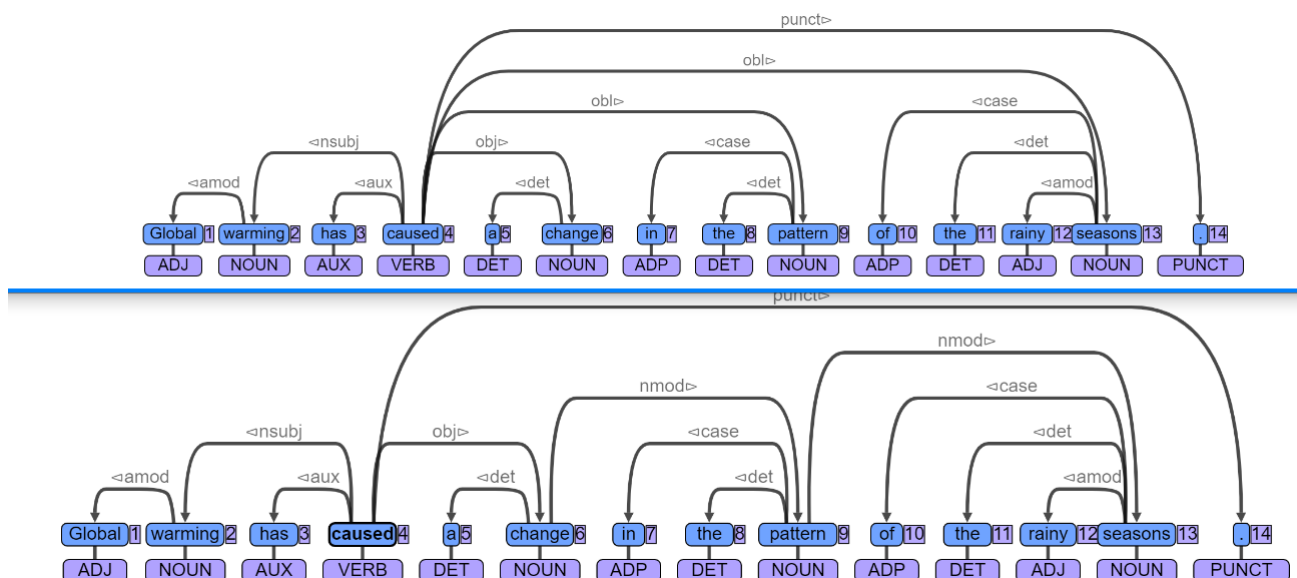 punct▻
obl▻
obl▻ ◅case
◅nsubj obj▻ ◅case ◅det
◅amod ◅aux ◅det ◅det ◅amod
Global 1 warming 2 has 3 caused 4 a 5 change 6 in 7 the 8 pattern 9 of 10 the 11 rainy 12 seasons 13 . 14
ADJ NOUN AUX VERB DET NOUN ADP DET NOUN ADP DET ADJ NOUN PUNCT
punct▻
nmod▻
nmod▻ ◅case
◅nsubj obj▻ ◅case ◅det
◅amod ◅aux ◅det ◅det ◅amod
Global 1 warming 2 has 3 caused 4 a 5 change 6 in 7 the 8 pattern 9 of 10 the 11 rainy 12 seasons 13 . 14
ADJ NOUN AUX VERB DET NOUN ADP DET NOUN ADP DET ADJ NOUN PUNCT